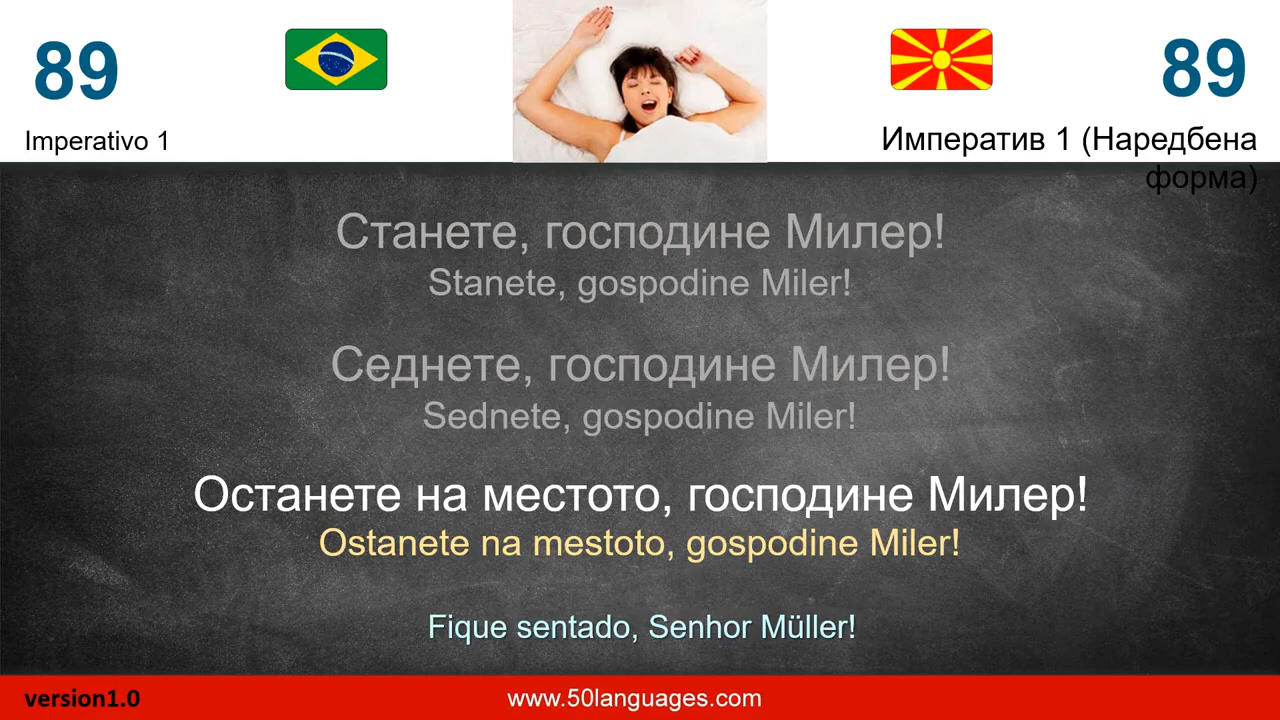 89
89
Imperativo 1
Императив 1 (Наредбена
форма)
Станете, господине Милер!
Stanete, gospodine Miler!
Седнете, господине Милер!
Sednete, gospodine Miler!
Останете на местото, господине Милер!
Ostanete na mestoto, gospodine Miler!
Fique sentado, Senhor Müller!
version1.0
www.50languages.com